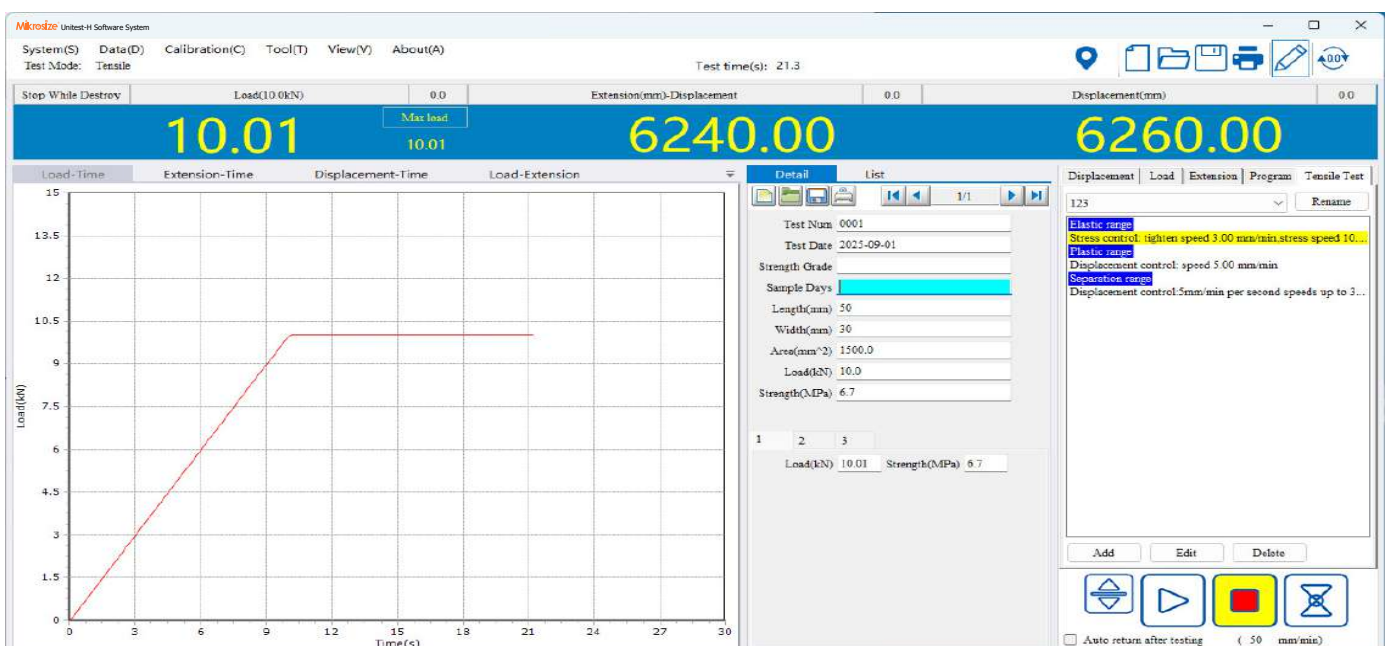 Mikrosize Unitest-H Software System
System(S) Data(D) Calibration(C) Tool(T) View(V) About(A)
Test Mode: Tensile
Test time(s): 21.3
0.0
Stop While Destroy Load(10.0kN) 0.0 Extension(mm)-Displacement 0.0 Displacement(mm) 0.0
10.01 Max load 10.01 6240.00 6260.00
Load-Time Extension-Time Displacement-Time Load-Extension
15
13.5
12
10.5
9
7.5
6
4.5
3
1.5
0
Load(kN)
0 3 6 9 12 15 18 21 24 27 30
Time(s)
Detail List
1/1
Test Num 0001
Test Date 2025-09-01
Strength Grade
Sample Days
Length(mm) 50
Width(mm) 30
Area(mm^2) 1500.0
Load(kN) 10.0
Strength(MPa) 6.7
1 2 3
Load(kN) 10.01 Strength(MPa) 6.7
Displacement Load Extension Program Tensile Test
123 Rename
Elastic range
Stress control: tighten speed 3.00 mm/min,stress speed 10....
Plastic range
Displacement control: speed 5.00 mm/min
Separation range
Displacement control:5mm/min per second speeds up to 3...
Add Edit Delete
Auto return after testing ( 50 mm/min)